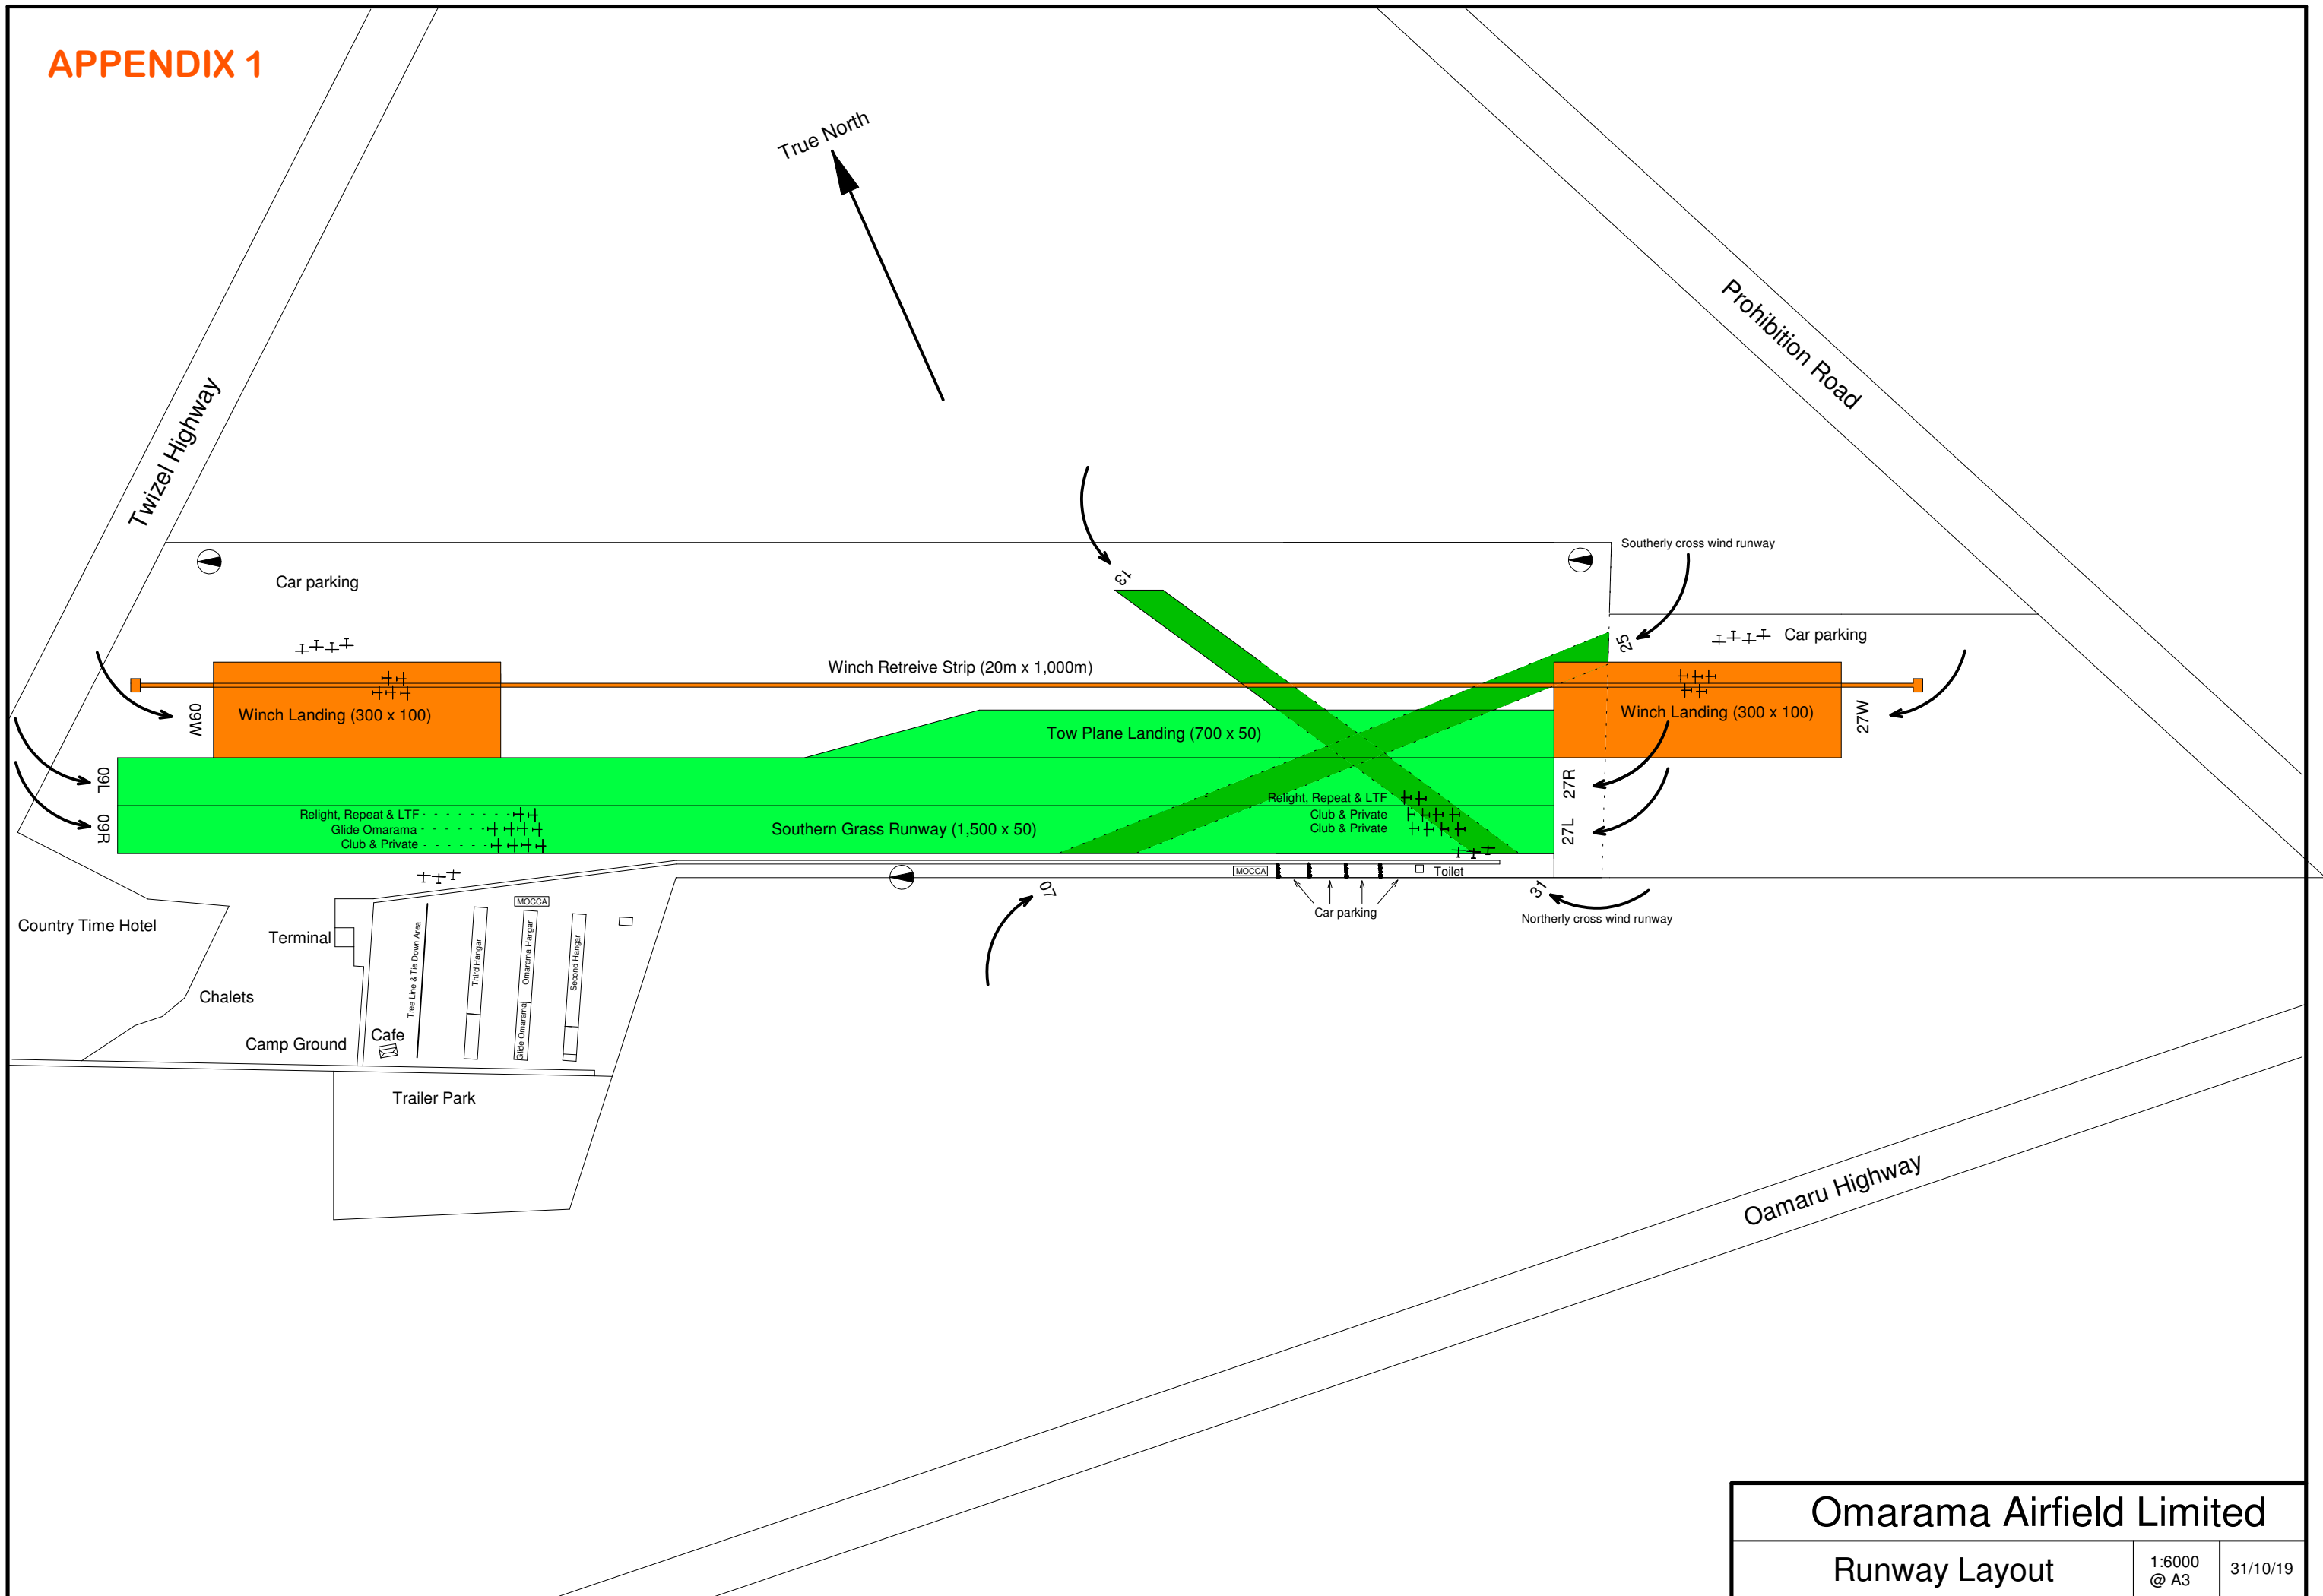 APPENDIX 1
True North
Twizel Highway
Prohibition Road
Southerly cross wind runway
13
Car parking
25
Car parking
Winch Retreive Strip (20m x 1,000m)
09W
Winch Landing (300 x 100)
Winch Landing (300 x 100)
27W
Tow Plane Landing (700 x 50)
09L
27R
Relight, Repeat & LTF
Glide Omarama
Club & Private
Relight, Repeat & LTF
Club & Private
Club & Private
09R
Southern Grass Runway (1,500 x 50)
27L
MOCCA
Toilet
07
31
Car parking
Northerly cross wind runway
MOCCA
Country Time Hotel
Terminal
Tree Line & Tie Down Area
Third Hangar
Omarama Hangar
Glide Omarama
Second Hangar
Chalets
Camp Ground
Cafe
Trailer Park
Oamaru Highway
Omarama Airfield Limited
Runway Layout
1:6000
@ A3
31/10/19